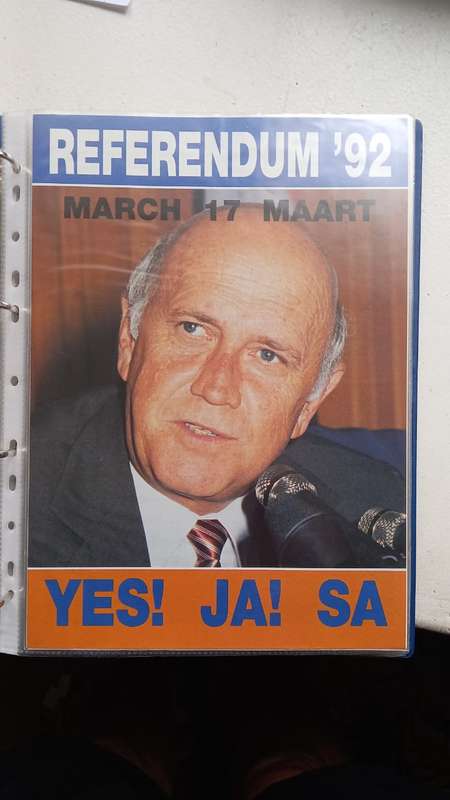 REFERENDUM '92
MARCH 17 MAART
YES! JA! SA